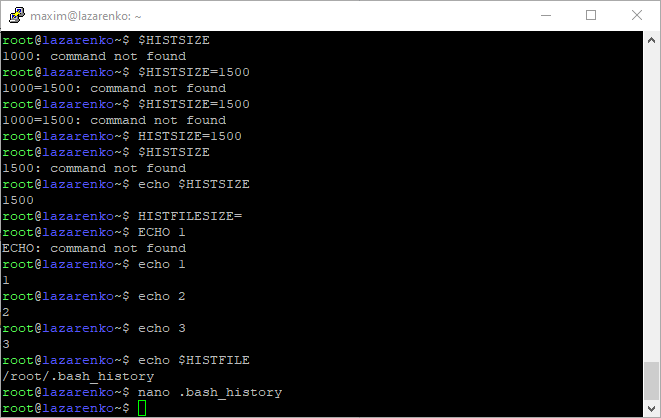 maxim@lazarenko: ~
root@lazarenko~$ $HISTSIZE
1000: command not found
root@lazarenko~$ $HISTSIZE=1500
1000=1500: command not found
root@lazarenko~$ $HISTSIZE=1500
1000=1500: command not found
root@lazarenko~$ HISTSIZE=1500
root@lazarenko~$ $HISTSIZE
1500: command not found
root@lazarenko~$ echo $HISTSIZE
1500
root@lazarenko~$ HISTFILESIZE=
root@lazarenko~$ ECHO 1
ECHO: command not found
root@lazarenko~$ echo 1
1
root@lazarenko~$ echo 2
2
root@lazarenko~$ echo 3
3
root@lazarenko~$ echo $HISTFILE
/root/.bash_history
root@lazarenko~$ nano .bash_history
root@lazarenko~$